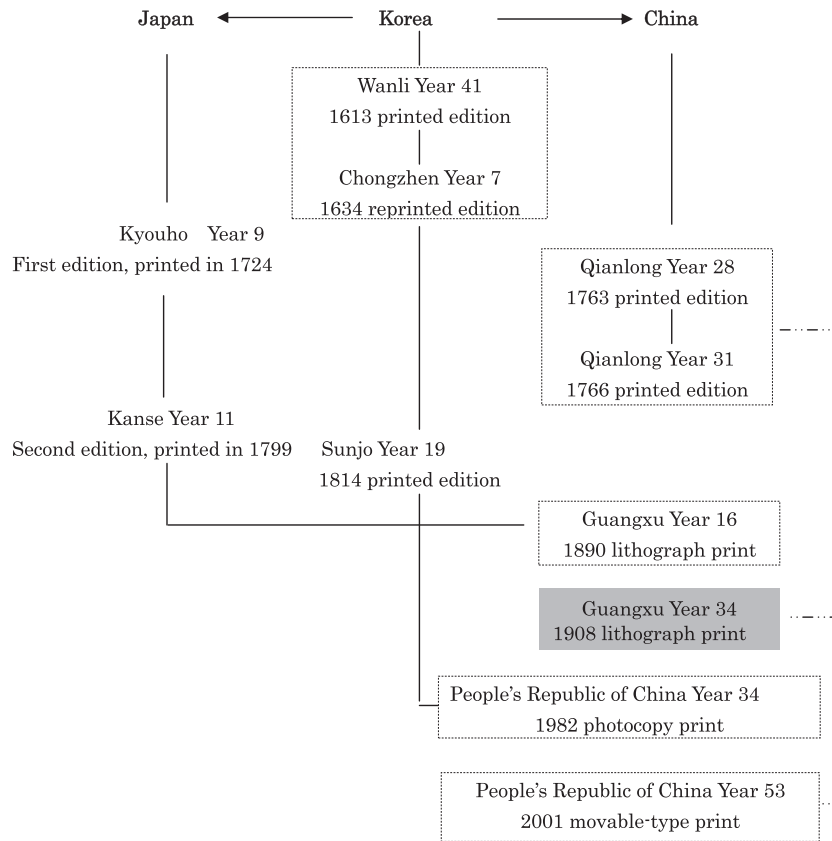 Japan Korea China
Wanli Year 41
1613 printed edition
Chongzhen Year 7
1634 reprinted edition
Kyouho Year 9
First edition, printed in 1724
Qianlong Year 28
1763 printed edition
Qianlong Year 31
1766 printed edition
Kanse Year 11
Second edition, printed in 1799
Sunjo Year 19
1814 printed edition
Guangxu Year 16
1890 lithograph print
Guangxu Year 34
1908 lithograph print
People's Republic of China Year 34
1982 photocopy print
People's Republic of China Year 53
2001 movable-type print